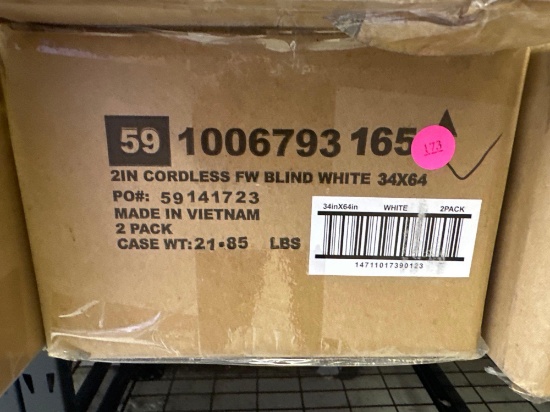 59 1006793 165
173
2IN CORDLESS FW BLIND WHITE 34X64
PO#: 59141723
MADE IN VIETNAM
2 PACK
CASE WT: 21.85 LBS
34inX64in WHITE 2PACK
14711017390123